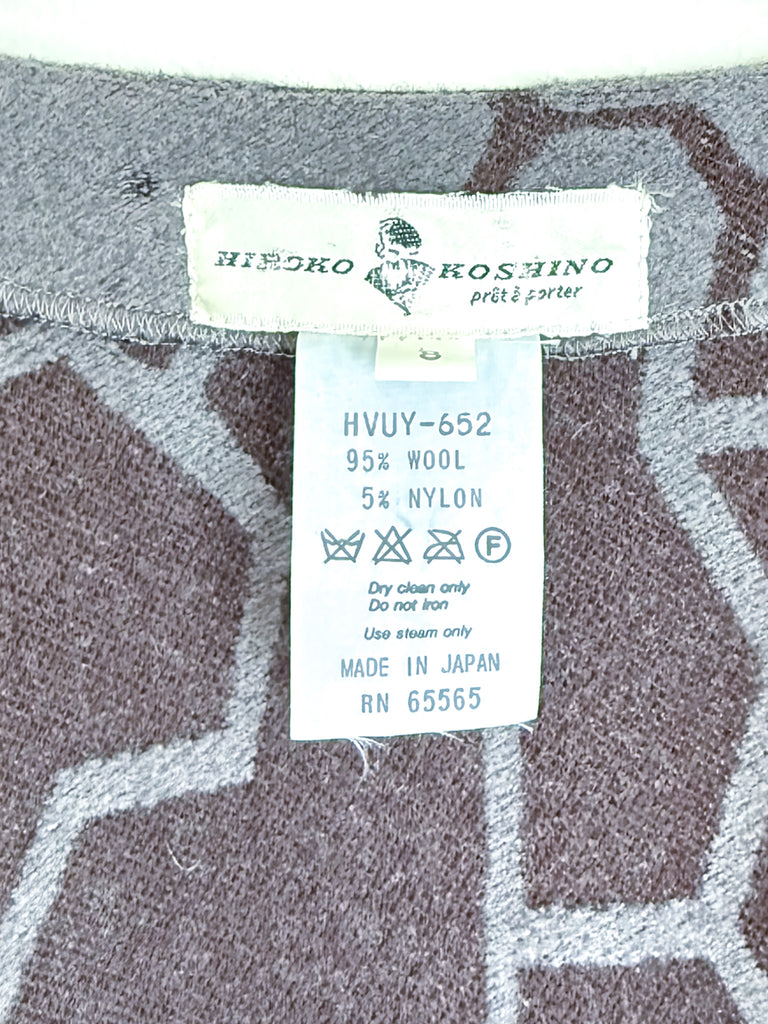 HIROKO KOSHINO
prêt à porter
8
HVUY-652
95% WOOL
5% NYLON
F
Dry clean only
Do not iron
Use steam only
MADE IN JAPAN
RN 65565